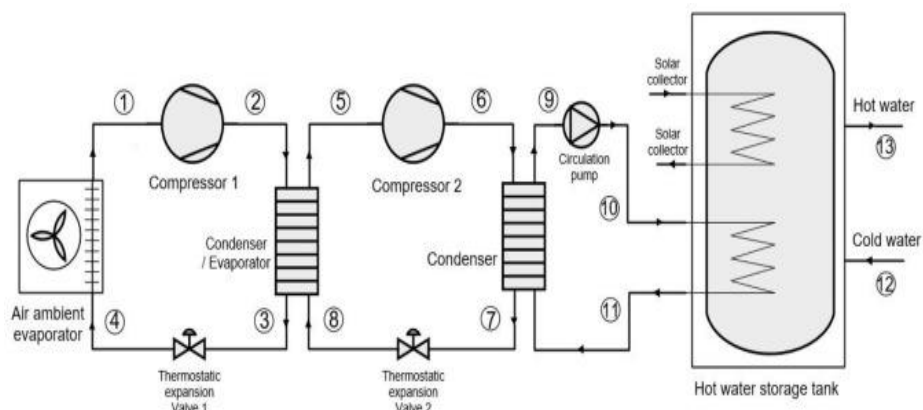 ①
②
⑤
⑥
⑨
Solar
collector
Solar
collector
Hot water
⑬
Compressor 1
Compressor 2
Circulation
pump
⑩
Condenser
/ Evaporator
Condenser
Cold water
⑫
Air ambient
evaporator
④
③
⑧
⑦
⑪
Thermostatic
expansion
Valve 1
Thermostatic
expansion
Valve 2
Hot water storage tank